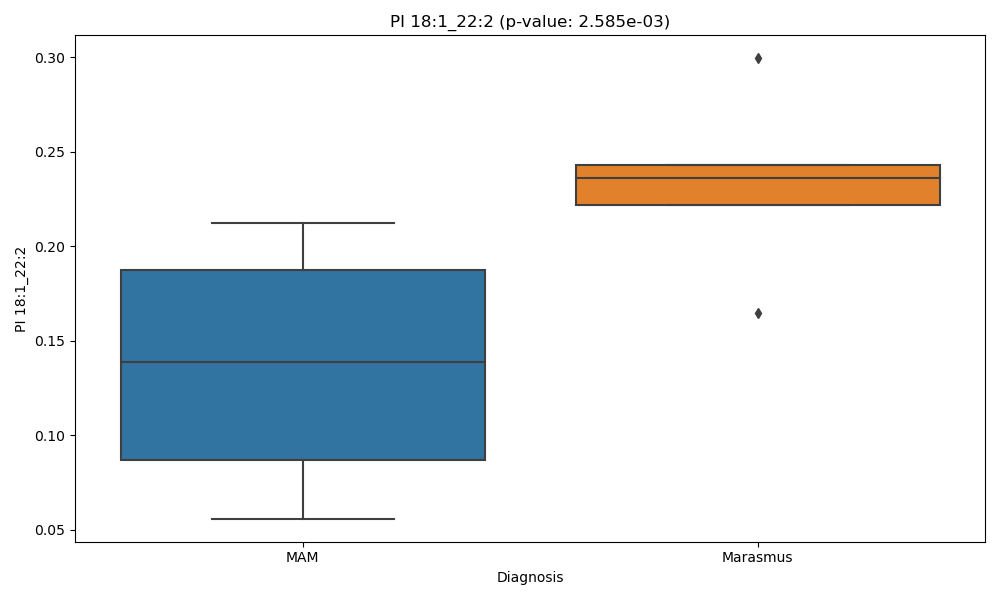 PI 18:1_22:2 (p-value: 2.585e-03)
0.30
0.25
0.20
0.15
0.10
0.05
PI 18:1_22:2
MAM
Marasmus
Diagnosis